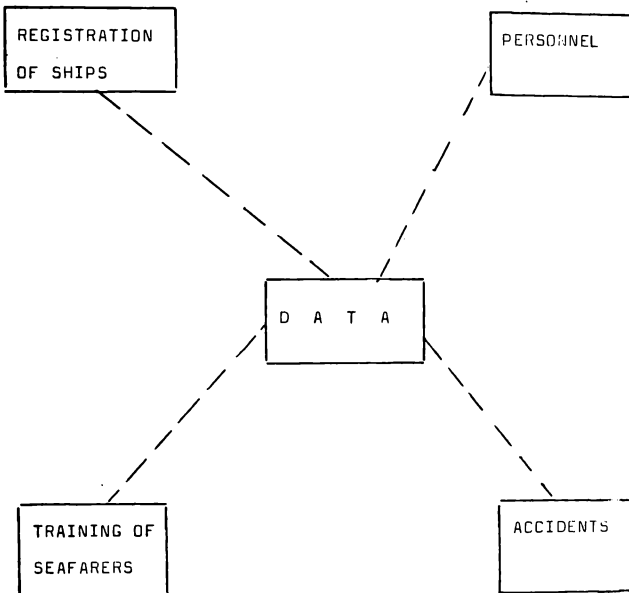 REGISTRATION
OF SHIPS
PERSONNEL
D A T A
TRAINING OF
SEAFARERS
ACCIDENTS